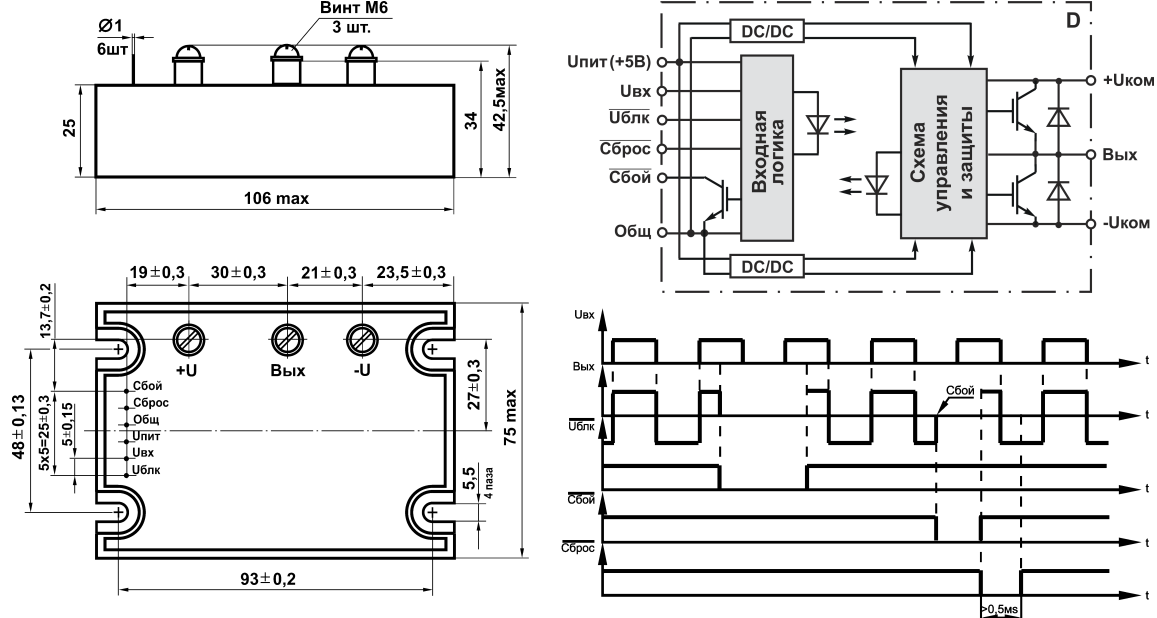 Винт М6
3 шт.
Ø1
6шт
25
34
42,5мах
106 max
D
DC/DC
Uпит(+5В)
Uвх
Uблк
Сброс
Сбой
Общ
Входная
логика
Схема
управления
и защиты
+Uком
Вых
-Uком
DC/DC
19±0,3
30±0,3
21±0,3
23,5±0,3
13,7±0,2
48±0,13
5х5=25±0,3
5±0,15
+U
Вых
-U
Сбой
Сброс
Общ
Uпит
Uвх
Uблк
27±0,3
75 max
5,5
4 паза
93±0,2
Uвх
t
Вых
Сбой
t
Uблк
t
Сбой
t
Сброс
t
>0,5мs